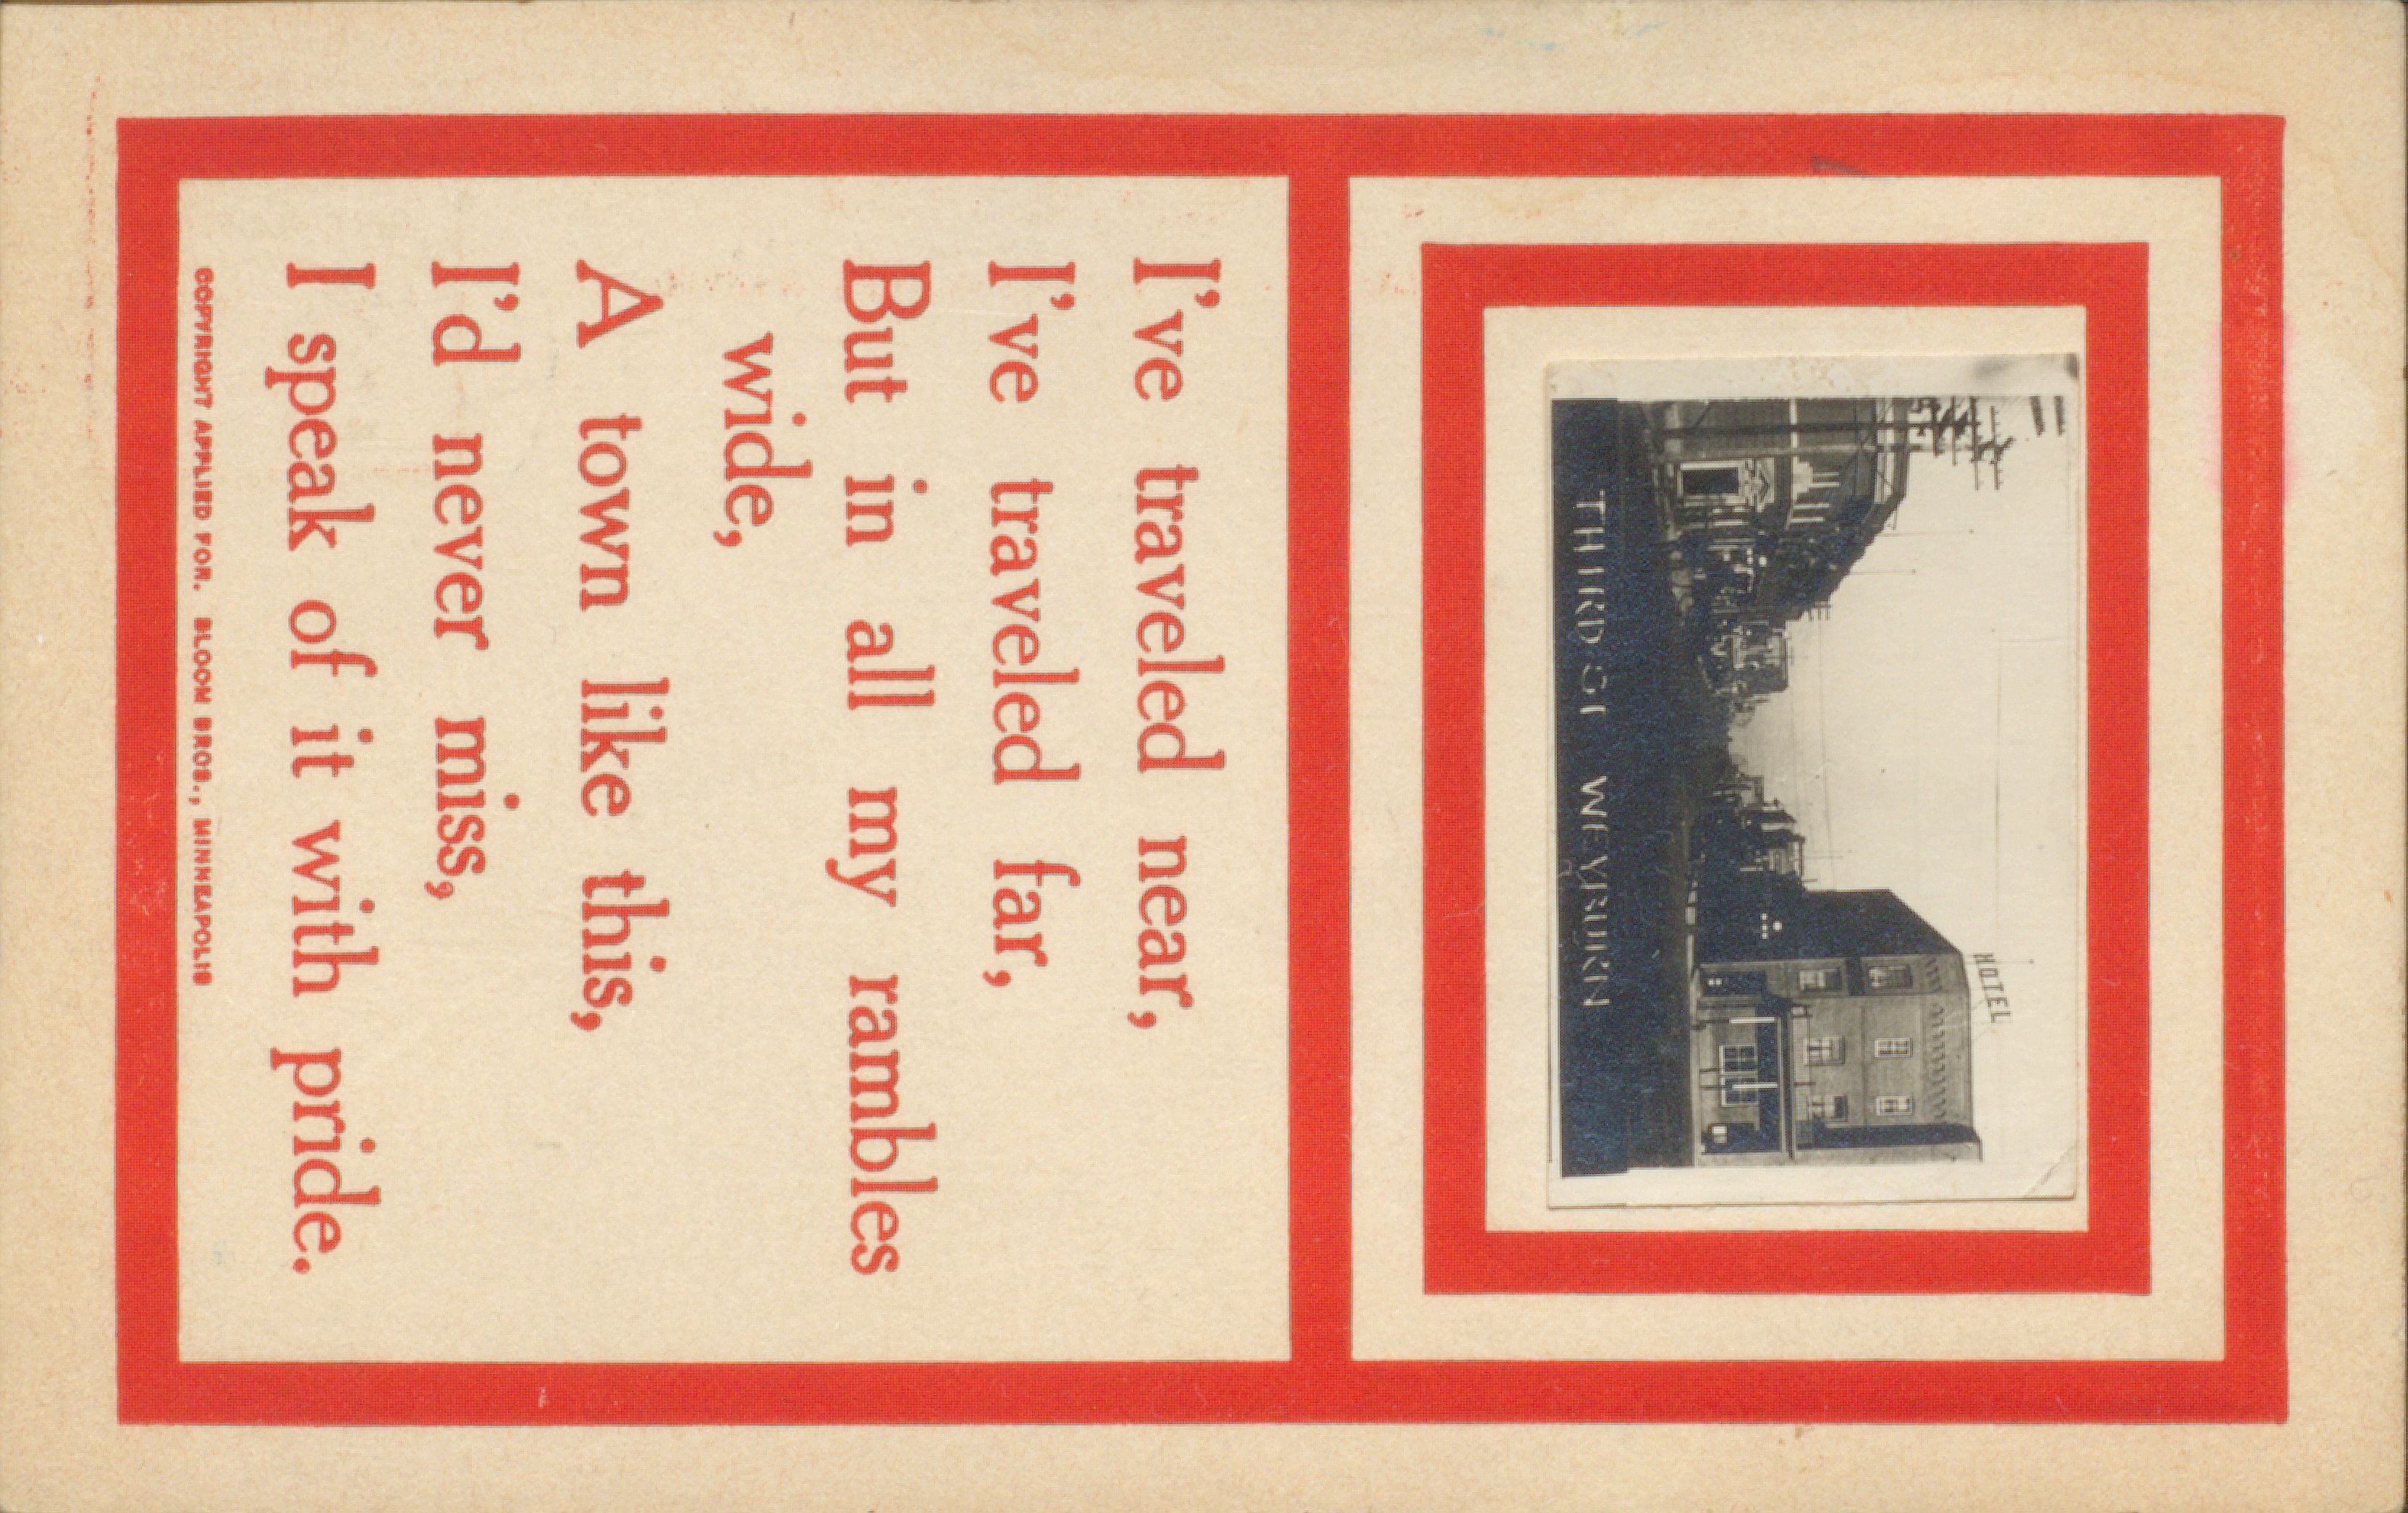 HOTEL
THIRD ST WEYBURN
I've traveled near,
I've traveled far,
But in all my rambles
wide,
A town like this,
I'd never miss,
I speak of it with pride.
COPYRIGHT APPLIED FOR. BLOOM BROS., MINNEAPOLIS